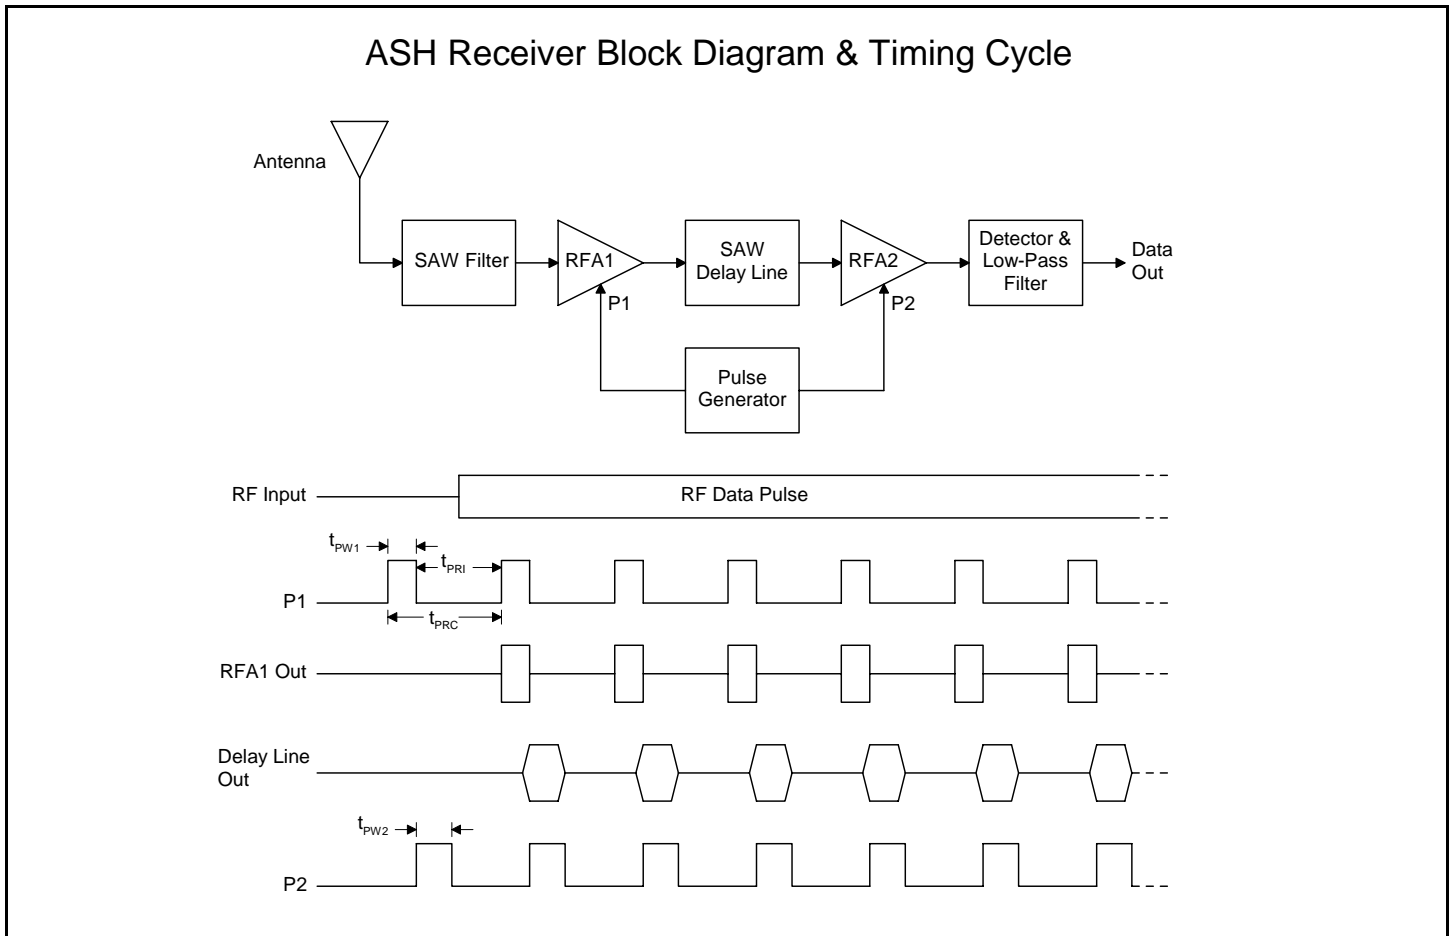 ASH Receiver Block Diagram & Timing Cycle
Antenna
SAW Filter
RFA1
SAW
Delay Line
RFA2
Detector &
Low-Pass
Filter
Data
Out
P1
P2
Pulse
Generator
RF Input
RF Data Pulse
tPW1
tPRI
P1
tPRC
RFA1 Out
Delay Line
Out
tPW2
P2